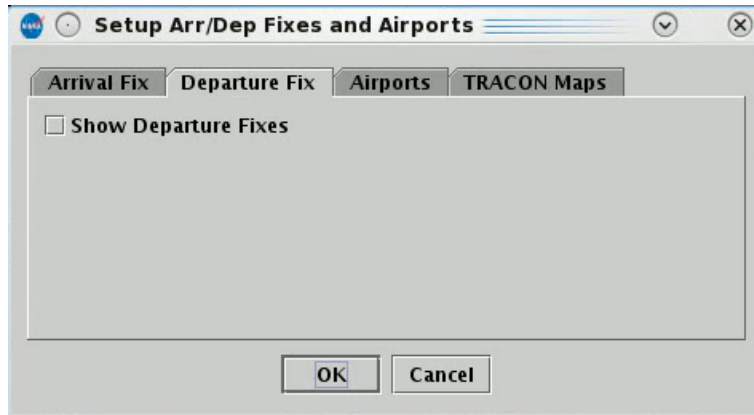 Setup Arr/Dep Fixes and Airports
Arrival Fix Departure Fix Airports TRACON Maps
Show Departure Fixes
OK Cancel